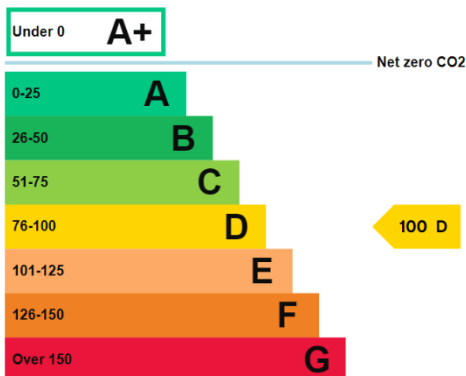 Under 0 A+
Net zero CO2
0-25 A
26-50 B
51-75 C
76-100 D
100 D
101-125 E
126-150 F
Over 150 G